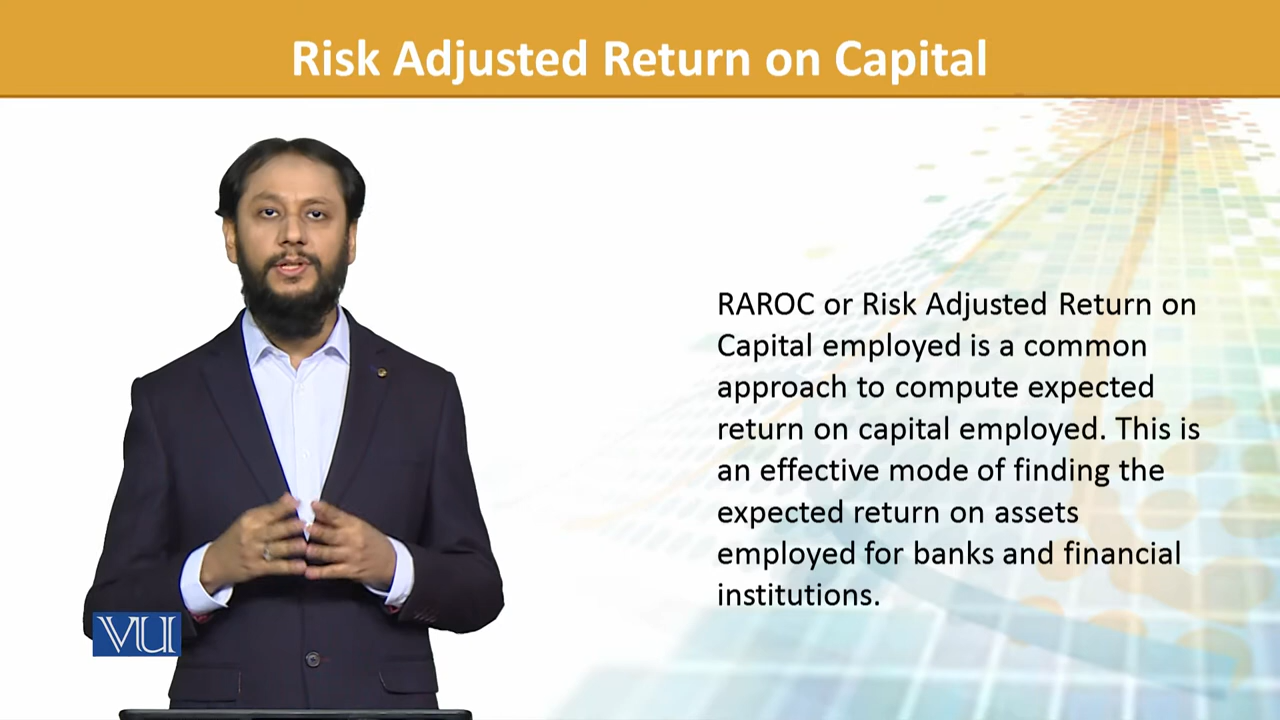 Risk Adjusted Return on Capital
RAROC or Risk Adjusted Return on
Capital employed is a common
approach to compute expected
return on capital employed. This is
an effective mode of finding the
expected return on assets
employed for banks and financial
institutions.
VU